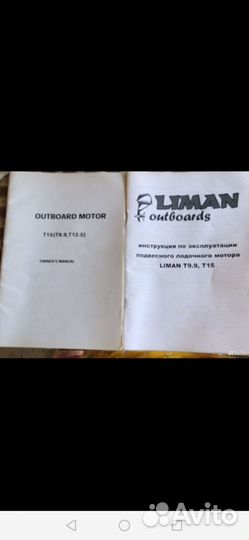 OUTBOARD MOTOR
T15(T9.9,T12.5)
OWNER'S MANUAL
LIMAN
outboards
инструкция по эксплуатации
подвесного лодочного мотора
LIMAN T9.9, T15
Avito